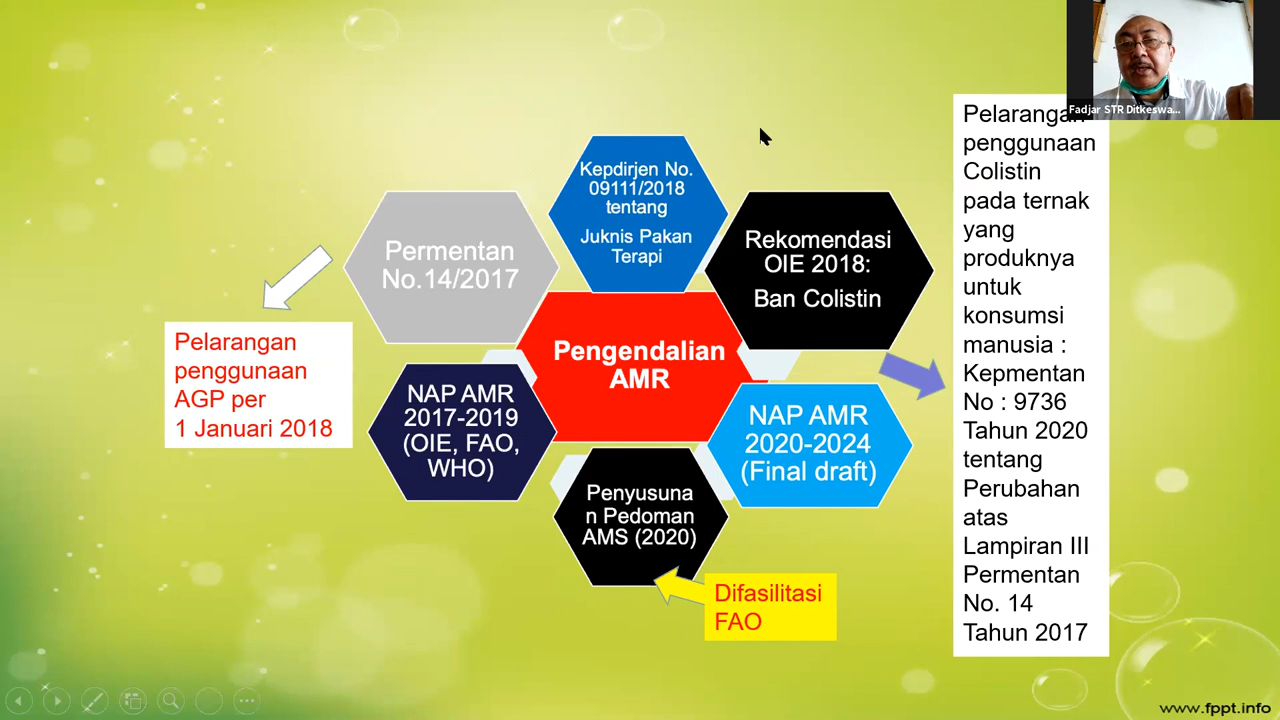 Fadjar STR Ditkeswa...
Kepdirjen No.
09111/2018
tentang
Juknis Pakan
Terapi
Permentan
No.14/2017
Rekomendasi
OIE 2018:
Ban Colistin
Pengendalian
AMR
NAP AMR
2017-2019
(OIE, FAO,
WHO)
NAP AMR
2020-2024
(Final draft)
Penyusuna
n Pedoman
AMS (2020)
Pelarangan
penggunaan
AGP per
1 Januari 2018
Difasilitasi
FAO
Pelarangan
penggunaan
Colistin
pada ternak
yang
produknya
untuk
konsumsi
manusia :
Kepmentan
No : 9736
Tahun 2020
tentang
Perubahan
atas
Lampiran III
Permentan
No. 14
Tahun 2017
www.fppt.info